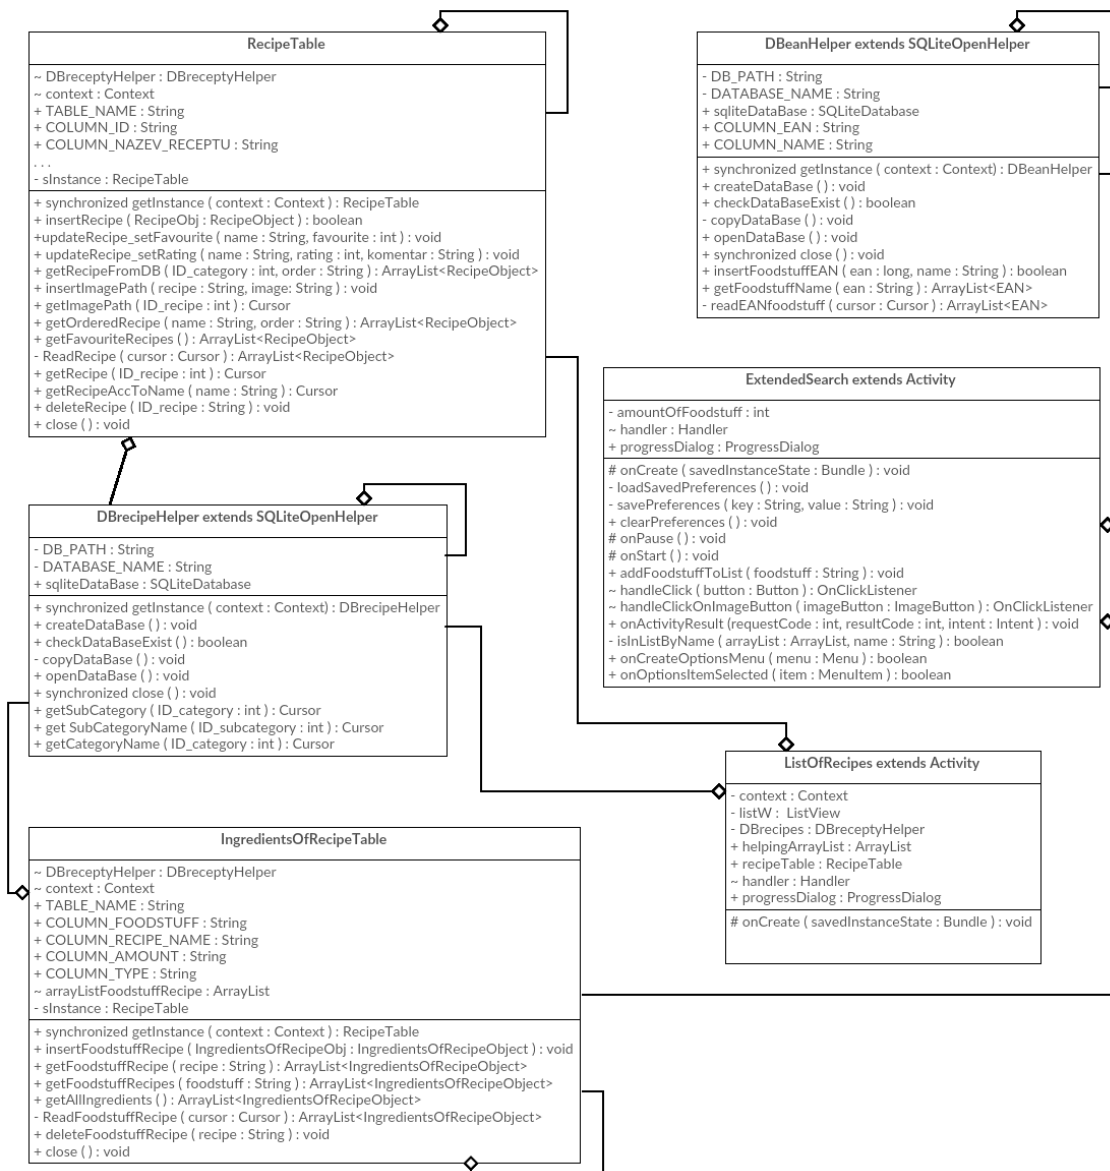 RecipeTable
~ DBreceptyHelper : DBreceptyHelper
~ context : Context
+ TABLE_NAME : String
+ COLUMN_ID : String
+ COLUMN_NAZEV_RECEPTU : String
. . .
- sInstance : RecipeTable
+ synchronized getInstance ( context : Context ) : RecipeTable
+ insertRecipe ( RecipeObj : RecipeObject ) : boolean
+updateRecipe_setFavourite ( name : String, favourite : int ) : void
+ updateRecipe_setRating ( name : String, rating : int, komentar : String ) : void
+ getRecipeFromDB ( ID_category : int, order : String ) : ArrayList<RecipeObject>
+ insertImagePath ( recipe : String, image: String ) : void
+ getImagePath ( ID_recipe : int ) : Cursor
+ getOrderedRecipe ( name : String, order : String ) : ArrayList<RecipeObject>
+ getFavouriteRecipes ( ) : ArrayList<RecipeObject>
- ReadRecipe ( cursor : Cursor ) : ArrayList<RecipeObject>
+ getRecipe ( ID_recipe : int ) : Cursor
+ getRecipeAccToName ( name : String ) : Cursor
+ deleteRecipe ( ID_recipe : String ) : void
+ close ( ) : void
DBeanHelper extends SQLiteOpenHelper
- DB_PATH : String
- DATABASE_NAME : String
+ sqliteDataBase : SQLiteDatabase
+ COLUMN_EAN : String
+ COLUMN_NAME : String
+ synchronized getInstance ( context : Context) : DBeanHelper
+ createDataBase ( ) : void
+ checkDataBaseExist ( ) : boolean
- copyDataBase ( ) : void
+ openDataBase ( ) : void
+ synchronized close ( ) : void
+ insertFoodstuffEAN ( ean : long, name : String ) : boolean
+ getFoodstuffName ( ean : String ) : ArrayList<EAN>
- readEANfoodstuff ( cursor : Cursor ) : ArrayList<EAN>
ExtendedSearch extends Activity
- amountOfFoodstuff : int
~ handler : Handler
+ progressDialog : ProgressDialog
# onCreate ( savedInstanceState : Bundle ) : void
- loadSavedPreferences ( ) : void
- savePreferences ( key : String, value : String ) : void
+ clearPreferences ( ) : void
# onPause ( ) : void
# onStart ( ) : void
+ addFoodstuffToList ( foodstuff : String ) : void
~ handleClick ( button : Button ) : OnClickListener
~ handleClickOnImageButton ( imageButton : ImageButton ) : OnClickListener
+ onActivityResult (requestCode : int, resultCode : int, intent : Intent ) : void
- isInListByName ( arrayList : ArrayList, name : String ) : boolean
+ onCreateOptionsMenu ( menu : Menu ) : boolean
+ onOptionsItemSelected ( item : MenuItem ) : boolean
DBrecipeHelper extends SQLiteOpenHelper
- DB_PATH : String
- DATABASE_NAME : String
+ sqliteDataBase : SQLiteDatabase
+ synchronized getInstance ( context : Context) : DBrecipeHelper
+ createDataBase ( ) : void
+ checkDataBaseExist ( ) : boolean
- copyDataBase ( ) : void
+ openDataBase ( ) : void
+ synchronized close ( ) : void
+ getSubCategory ( ID_category : int ) : Cursor
+ get SubCategoryName ( ID_subcategory : int ) : Cursor
+ getCategoryName ( ID_category : int ) : Cursor
ListOfRecipes extends Activity
- context : Context
- listW : ListView
- DBrecipes : DBreceptyHelper
+ helpingArrayList : ArrayList
+ recipeTable : RecipeTable
~ handler : Handler
+ progressDialog : ProgressDialog
# onCreate ( savedInstanceState : Bundle ) : void
IngredientsOfRecipeTable
~ DBreceptyHelper : DBreceptyHelper
~ context : Context
+ TABLE_NAME : String
+ COLUMN_FOODSTUFF : String
+ COLUMN_RECIPE_NAME : String
+ COLUMN_AMOUNT : String
+ COLUMN_TYPE : String
~ arrayListFoodstuffRecipe : ArrayList
- sInstance : RecipeTable
+ synchronized getInstance ( context : Context ) : RecipeTable
+ insertFoodstuffRecipe ( IngredientsOfRecipeObj : IngredientsOfRecipeObject ) : void
+ getFoodstuffRecipe ( recipe : String ) : ArrayList<IngredientsOfRecipeObject>
+ getFoodstuffRecipes ( foodstuff : String ) : ArrayList<IngredientsOfRecipeObject>
+ getAllIngredients ( ) : ArrayList<IngredientsOfRecipeObject>
- ReadFoodstuffRecipe ( cursor : Cursor ) : ArrayList<IngredientsOfRecipeObject>
+ deleteFoodstuffRecipe ( recipe : String ) : void
+ close ( ) : void